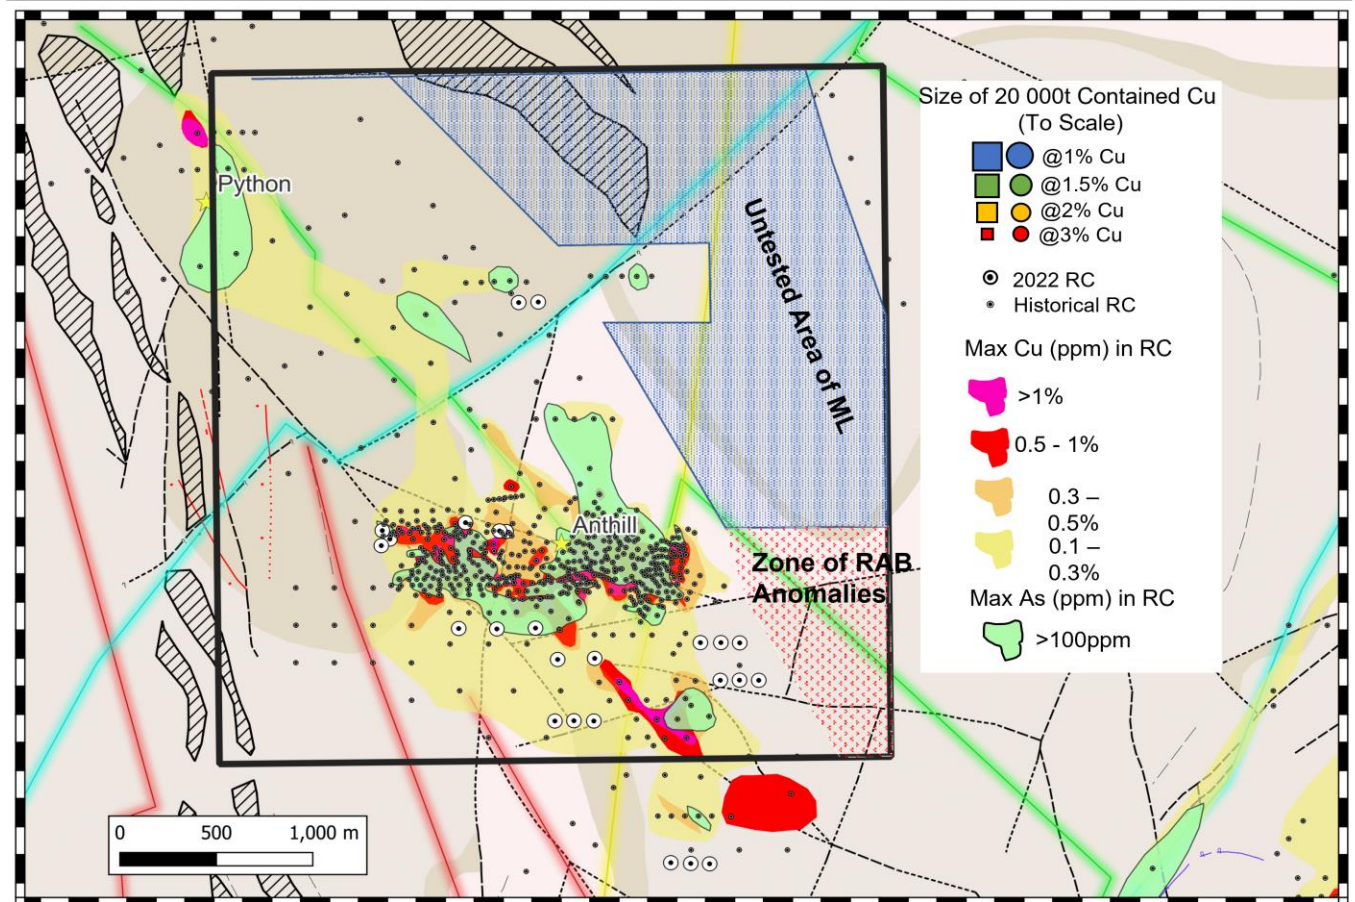 Python
Untested Area of ML
Anthill
Zone of RAB
Anomalies
Size of 20 000t Contained Cu
(To Scale)
@1% Cu
@1.5% Cu
@2% Cu
@3% Cu
2022 RC
Historical RC
Max Cu (ppm) in RC
>1%
0.5 - 1%
0.3 –
0.5%
0.1 –
0.3%
Max As (ppm) in RC
>100ppm
0 500 1,000 m